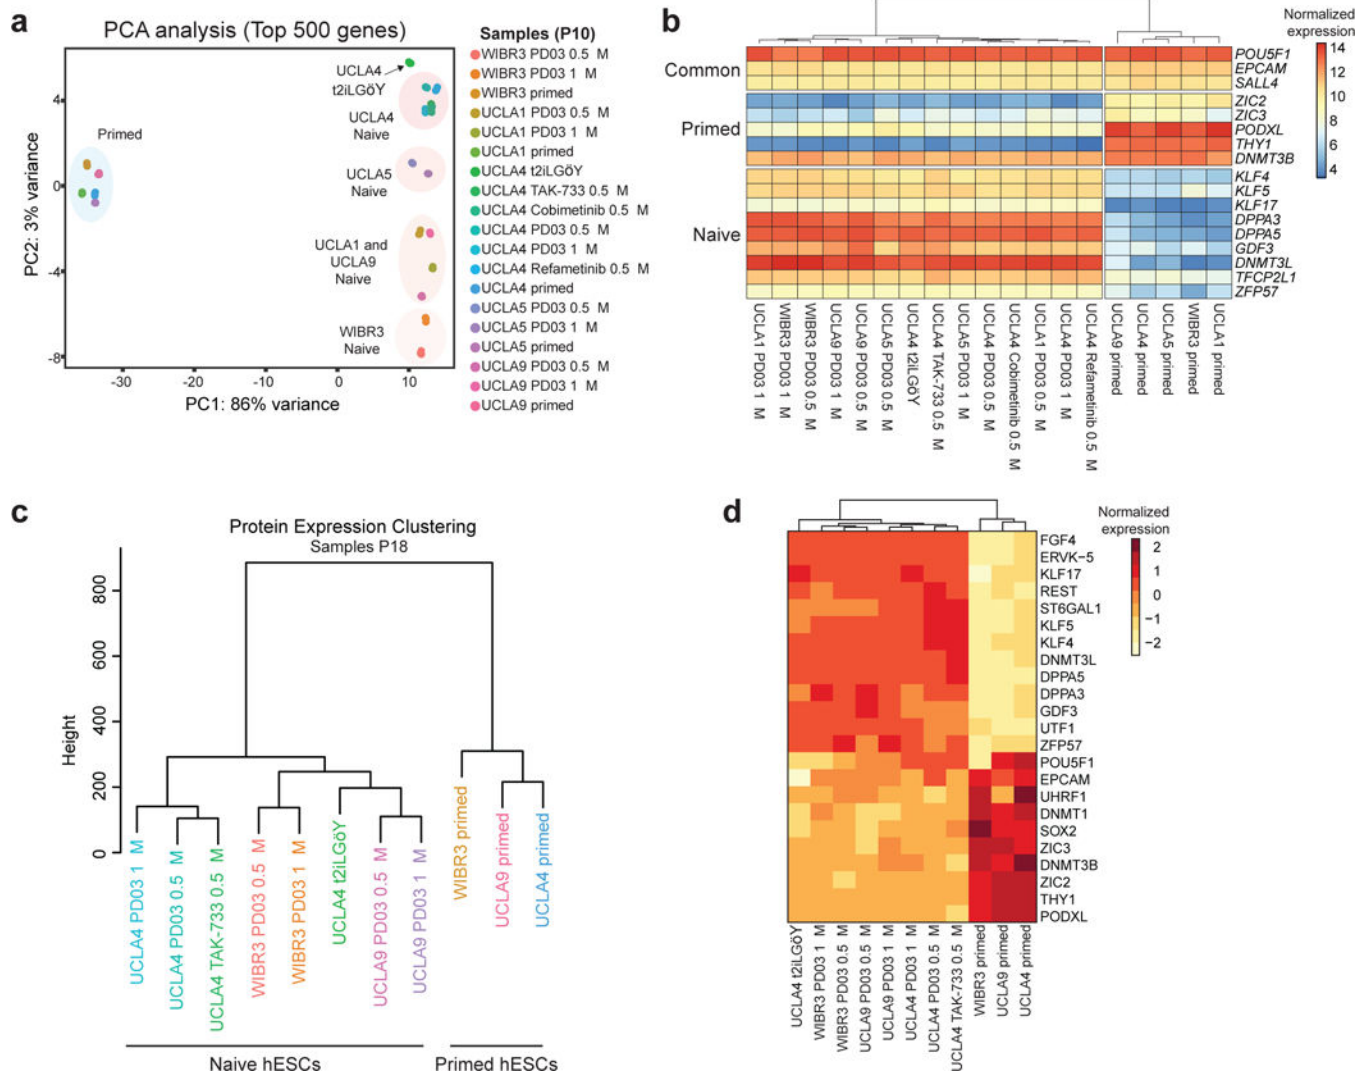 a
PCA analysis (Top 500 genes)
PC2: 3% variance
4
0
-4
-8
-30
-20
-10
0
10
PC1: 86% variance
Primed
UCLA4
t2iLGöY
UCLA4
Naive
UCLA5
Naive
UCLA1 and
UCLA9
Naive
WIBR3
Naive
Samples (P10)
WIBR3 PD03 0.5 M
WIBR3 PD03 1 M
WIBR3 primed
UCLA1 PD03 0.5 M
UCLA1 PD03 1 M
UCLA1 primed
UCLA4 t2iLGöY
UCLA4 TAK-733 0.5 M
UCLA4 Cobimetinib 0.5 M
UCLA4 PD03 0.5 M
UCLA4 PD03 1 M
UCLA4 Refametinib 0.5 M
UCLA4 primed
UCLA5 PD03 0.5 M
UCLA5 PD03 1 M
UCLA5 primed
UCLA9 PD03 0.5 M
UCLA9 PD03 1 M
UCLA9 primed
b
Common
Primed
Naive
POU5F1
EPCAM
SALL4
ZIC2
ZIC3
PODXL
THY1
DNMT3B
KLF4
KLF5
KLF17
DPPA3
DPPA5
GDF3
DNMT3L
TFCP2L1
ZFP57
Normalized
expression
14
12
10
8
6
4
UCLA1 PD03 1 M
WIBR3 PD03 1 M
WIBR3 PD03 0.5 M
UCLA9 PD03 1 M
UCLA9 PD03 0.5 M
UCLA5 PD03 0.5 M
UCLA4 t2iLGöY
UCLA4 TAK-733 0.5 M
UCLA5 PD03 1 M
UCLA4 PD03 0.5 M
UCLA4 Cobimetinib 0.5 M
UCLA1 PD03 0.5 M
UCLA4 PD03 1 M
UCLA4 Refametinib 0.5 M
UCLA9 primed
UCLA4 primed
UCLA5 primed
WIBR3 primed
UCLA1 primed
c
Protein Expression Clustering
Samples P18
Height
800
600
400
200
0
UCLA4 PD03 1 M
UCLA4 PD03 0.5 M
UCLA4 TAK-733 0.5 M
WIBR3 PD03 0.5 M
WIBR3 PD03 1 M
UCLA4 t2iLGöY
UCLA9 PD03 0.5 M
UCLA9 PD03 1 M
WIBR3 primed
UCLA9 primed
UCLA4 primed
Naive hESCs
Primed hESCs
d
Normalized
expression
2
1
0
−1
−2
FGF4
ERVK-5
KLF17
REST
ST6GAL1
KLF5
KLF4
DNMT3L
DPPA5
DPPA3
GDF3
UTF1
ZFP57
POU5F1
EPCAM
UHRF1
DNMT1
SOX2
ZIC3
DNMT3B
ZIC2
THY1
PODXL
UCLA4 t2iLGöY
WIBR3 PD03 1 M
WIBR3 PD03 0.5 M
UCLA9 PD03 0.5 M
UCLA9 PD03 1 M
UCLA4 PD03 1 M
UCLA4 PD03 0.5 M
UCLA4 TAK-733 0.5 M
WIBR3 primed
UCLA9 primed
UCLA4 primed